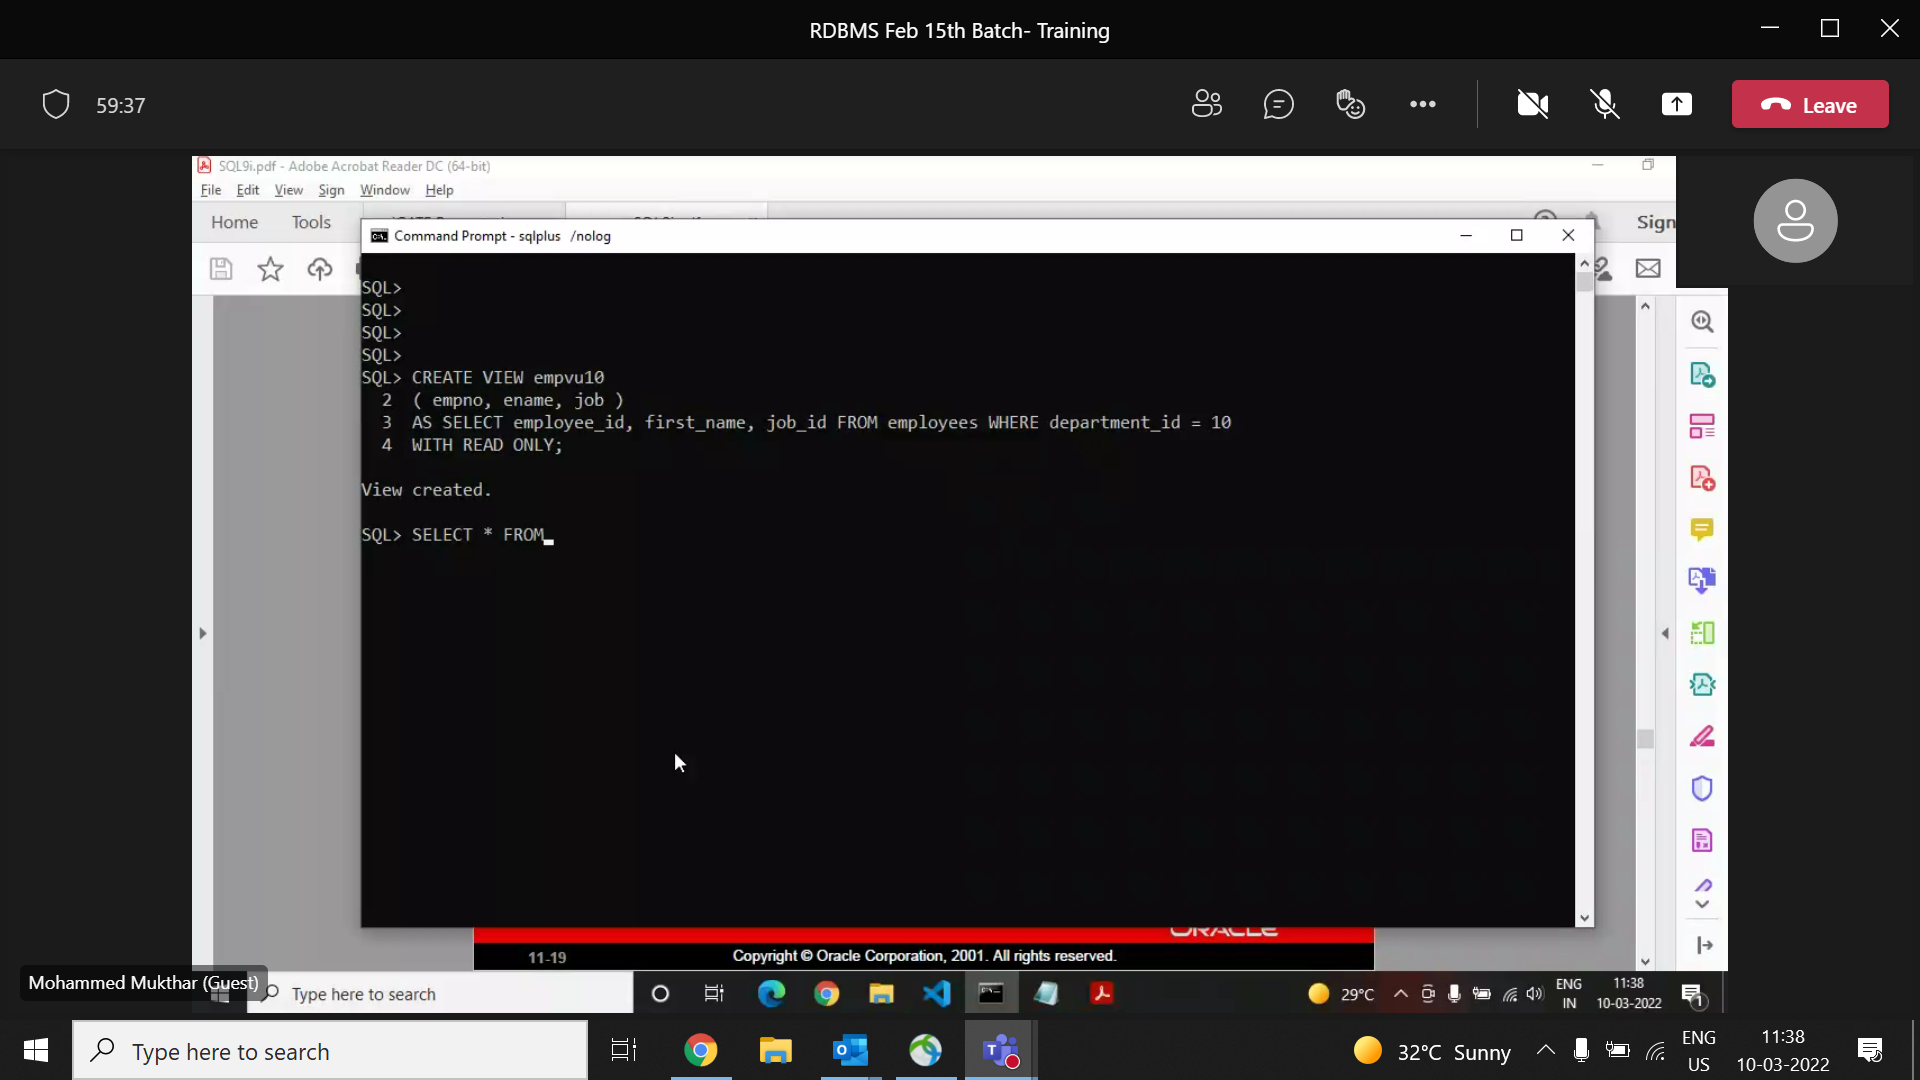 RDBMS Feb 15th Batch- Training
59:37
Leave
SQL9i.pdf - Adobe Acrobat Reader DC (64-bit)
File Edit View Sign Window Help
Home Tools
Sign
Command Prompt - sqlplus /nolog
SQL>
SQL>
SQL>
SQL>
SQL> CREATE VIEW empvu10
2 ( empno, ename, job )
3 AS SELECT employee_id, first_name, job_id FROM employees WHERE department_id = 10
4 WITH READ ONLY;
View created.
SQL> SELECT * FROM_
ORACLE
11-19 Copyright © Oracle Corporation, 2001. All rights reserved.
Mohammed Mukthar (Guest)
Type here to search
29°C
ENG
IN
11:38
10-03-2022
1
Type here to search
32°C Sunny
ENG
US
11:38
10-03-2022